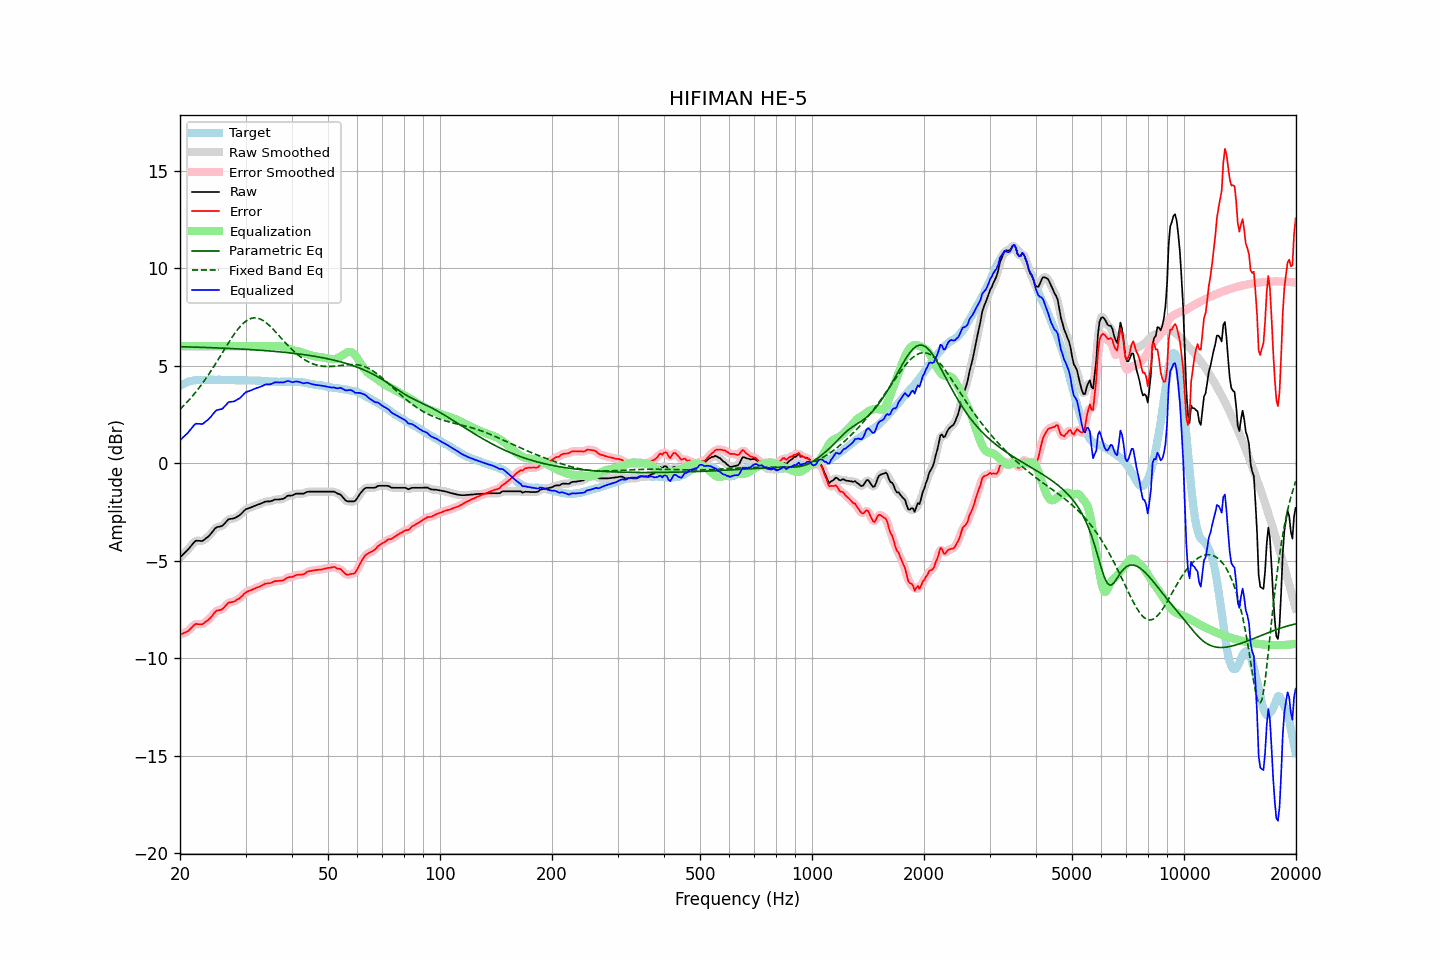 HIFIMAN HE-5
Target
Raw Smoothed
Error Smoothed
Raw
Error
Equalization
Parametric Eq
Fixed Band Eq
Equalized
Amplitude (dBr)
15
10
5
0
−5
−10
−15
−20
20 50 100 200 500 1000 2000 5000 10000 20000
Frequency (Hz)